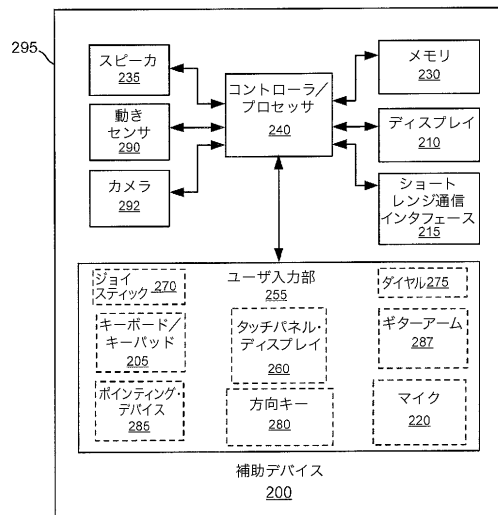 295
スピーカ
235
動き
センサ
290
カメラ
292
コントローラ/
プロセッサ
240
メモリ
230
ディスプレイ
210
ショート
レンジ通信
インタフェース
215
ユーザ入力部
255
ジョイ
スティック 270
ダイヤル 275
キーボード/
キーパッド
205
タッチパネル・
ディスプレイ
260
ギターアーム
287
ポインティング・
デバイス
285
方向キー
280
マイク
220
補助デバイス
200